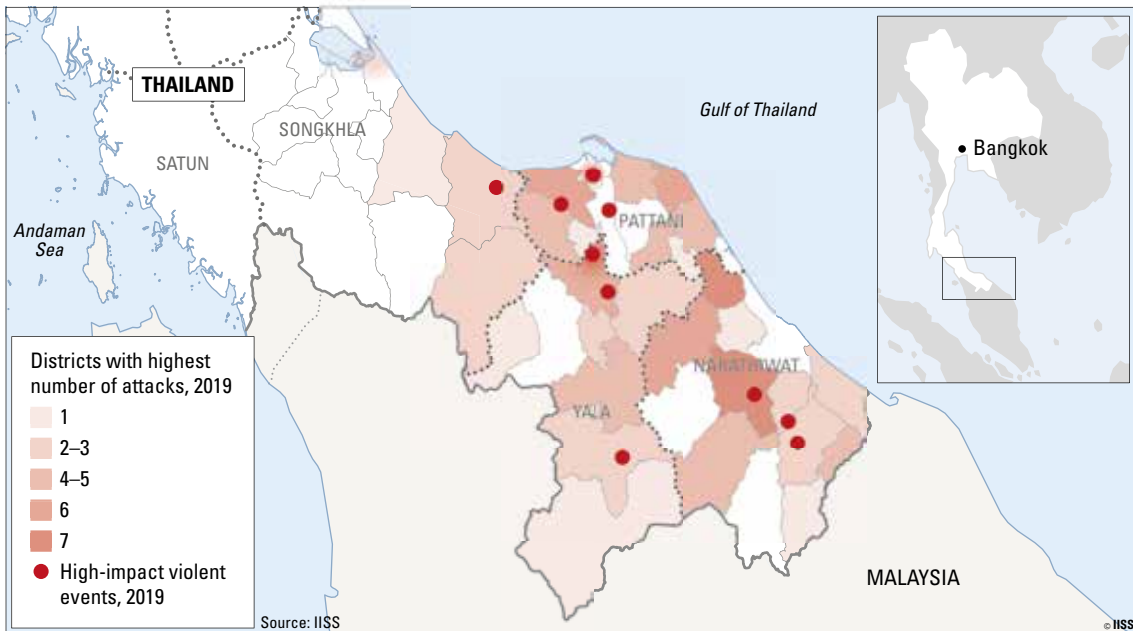 THAILAND
SONGKHLA
SATUN
Gulf of Thailand
Bangkok
PATTANI
Andaman
Sea
NARATHIWAT
YALA
MALAYSIA
Districts with highest
number of attacks, 2019
1
2–3
4–5
6
7
High-impact violent
events, 2019
Source: IISS
© IISS